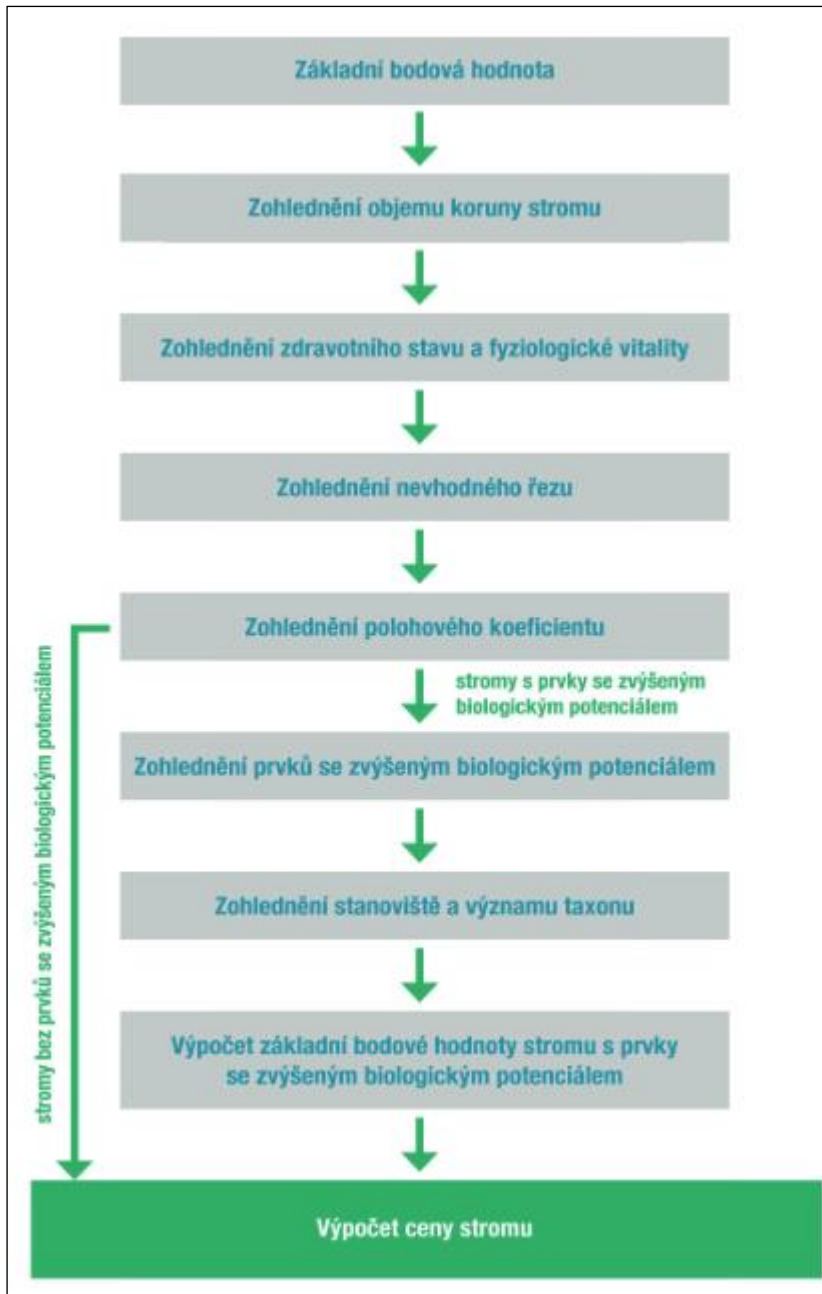 Základní bodová hodnota
Zohlednění objemu koruny stromu
Zohlednění zdravotního stavu a fyziologické vitality
Zohlednění nevhodného řezu
Zohlednění polohového koeficientu
stromy s prvky se zvýšeným
biologickým potenciálem
Zohlednění prvků se zvýšeným biologickým potenciálem
Zohlednění stanoviště a významu taxonu
Výpočet základní bodové hodnoty stromu s prvky
se zvýšeným biologickým potenciálem
stromy bez prvků se zvýšeným biologickým potenciálem
Výpočet ceny stromu